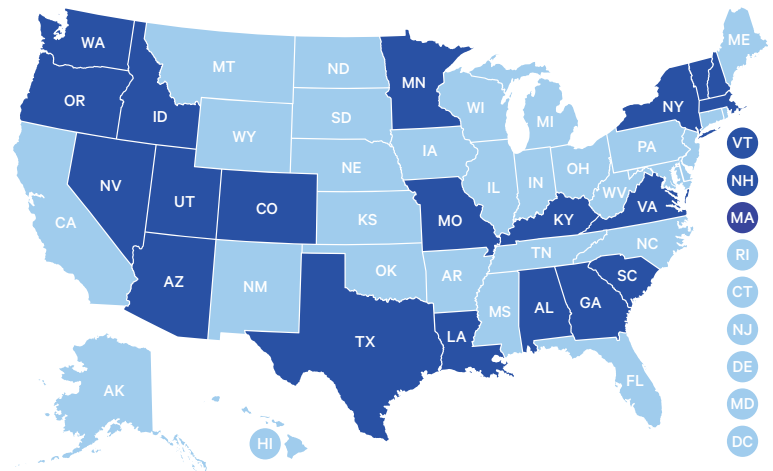 WA
MT
ND
MN
ME
OR
ID
SD
WI
NY
MI
WY
IA
PA
VT
NE
OH
IL
IN
NH
NV
UT
CO
WV
VA
MA
KS
MO
KY
CA
NC
RI
TN
AZ
NM
OK
AR
SC
CT
MS
AL
GA
TX
LA
NJ
FL
DE
AK
MD
HI
DC